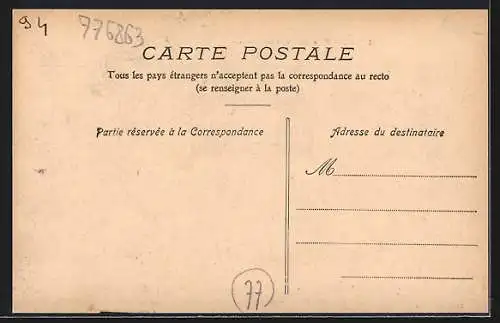 94
776863
CARTE POSTALE
Tous les pays étrangers n'acceptent pas la correspondance au recto
(se renseigner à la poste)
Partie réservée à la Correspondance
Adresse du destinataire
M
77